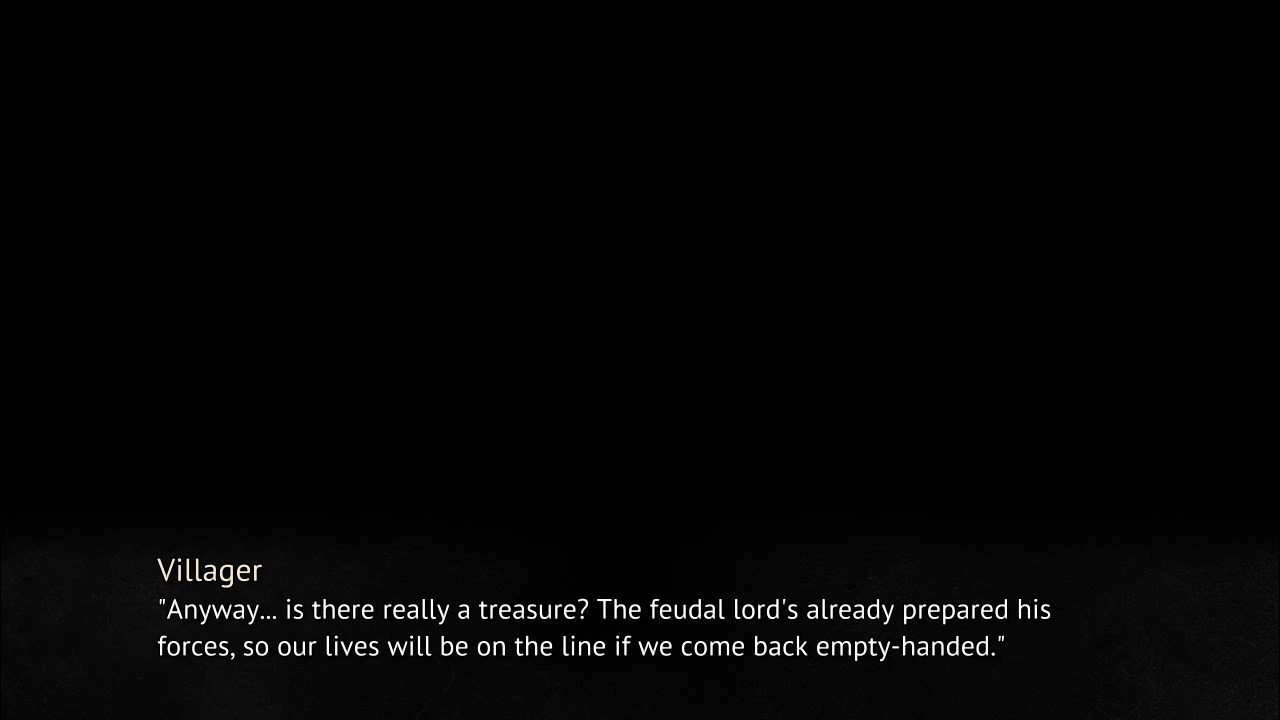 Villager
"Anyway... is there really a treasure? The feudal lord's already prepared his
forces, so our lives will be on the line if we come back empty-handed."